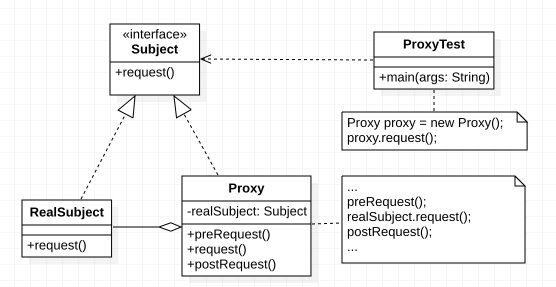 «interface»
Subject
+request()
ProxyTest
+main(args: String)
Proxy proxy = new Proxy();
proxy.request();
RealSubject
+request()
Proxy
-realSubject: Subject
+preRequest()
+request()
+postRequest()
...
preRequest();
realSubject.request();
postRequest();
...